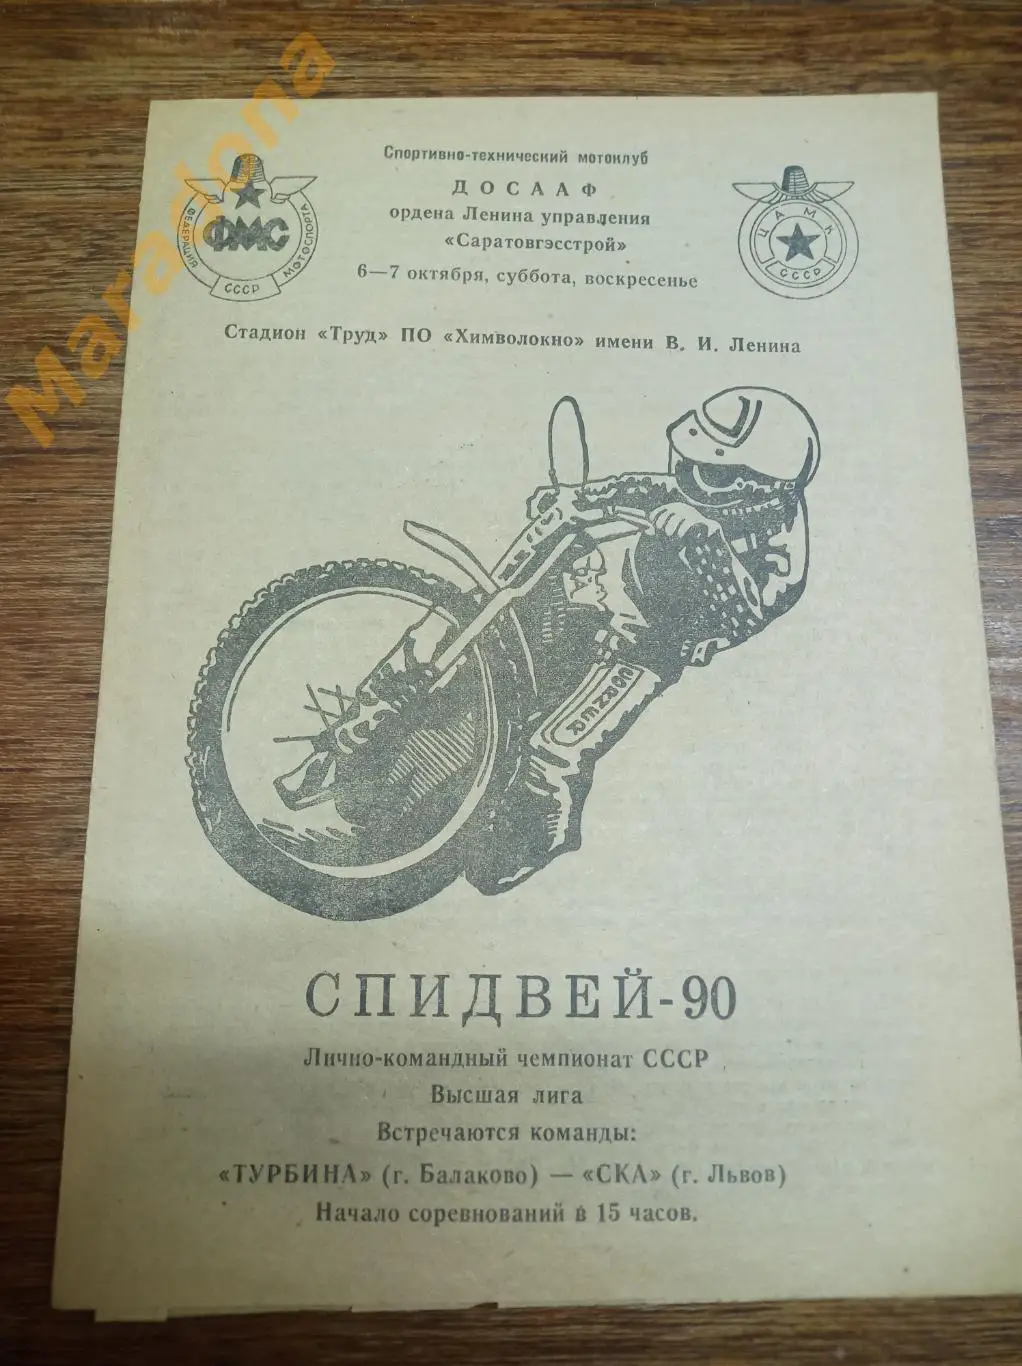 Maradona
ФЕДЕРАЦИЯ
МОТОСПОРТА
ФМС
СССР
Спортивно-технический мотоклуб
ДОСААФ
ордена Ленина управления
«Саратовгэсстрой»
6—7 октября, суббота, воскресенье
ЦАМК
СССР
Стадион «Труд» ПО «Химволокно» имени В. И. Ленина
СПИДВЕЙ-90
Лично-командный чемпионат СССР
Высшая лига
Встречаются команды:
«ТУРБИНА» (г. Балаково) — «СКА» (г. Львов)
Начало соревнований в 15 часов.